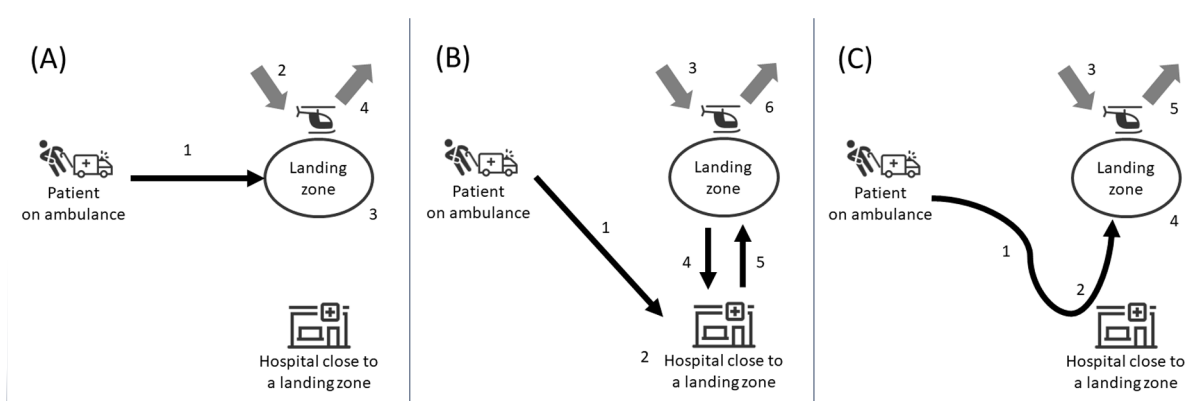 (A)
2
4
1
Landing
zone
Patient
on ambulance
3
Hospital close to
a landing zone
(B)
3
6
Landing
zone
Patient
on ambulance
1
4
5
2
Hospital close to
a landing zone
(C)
3
5
Landing
zone
Patient
on ambulance
4
1
2
Hospital close to
a landing zone